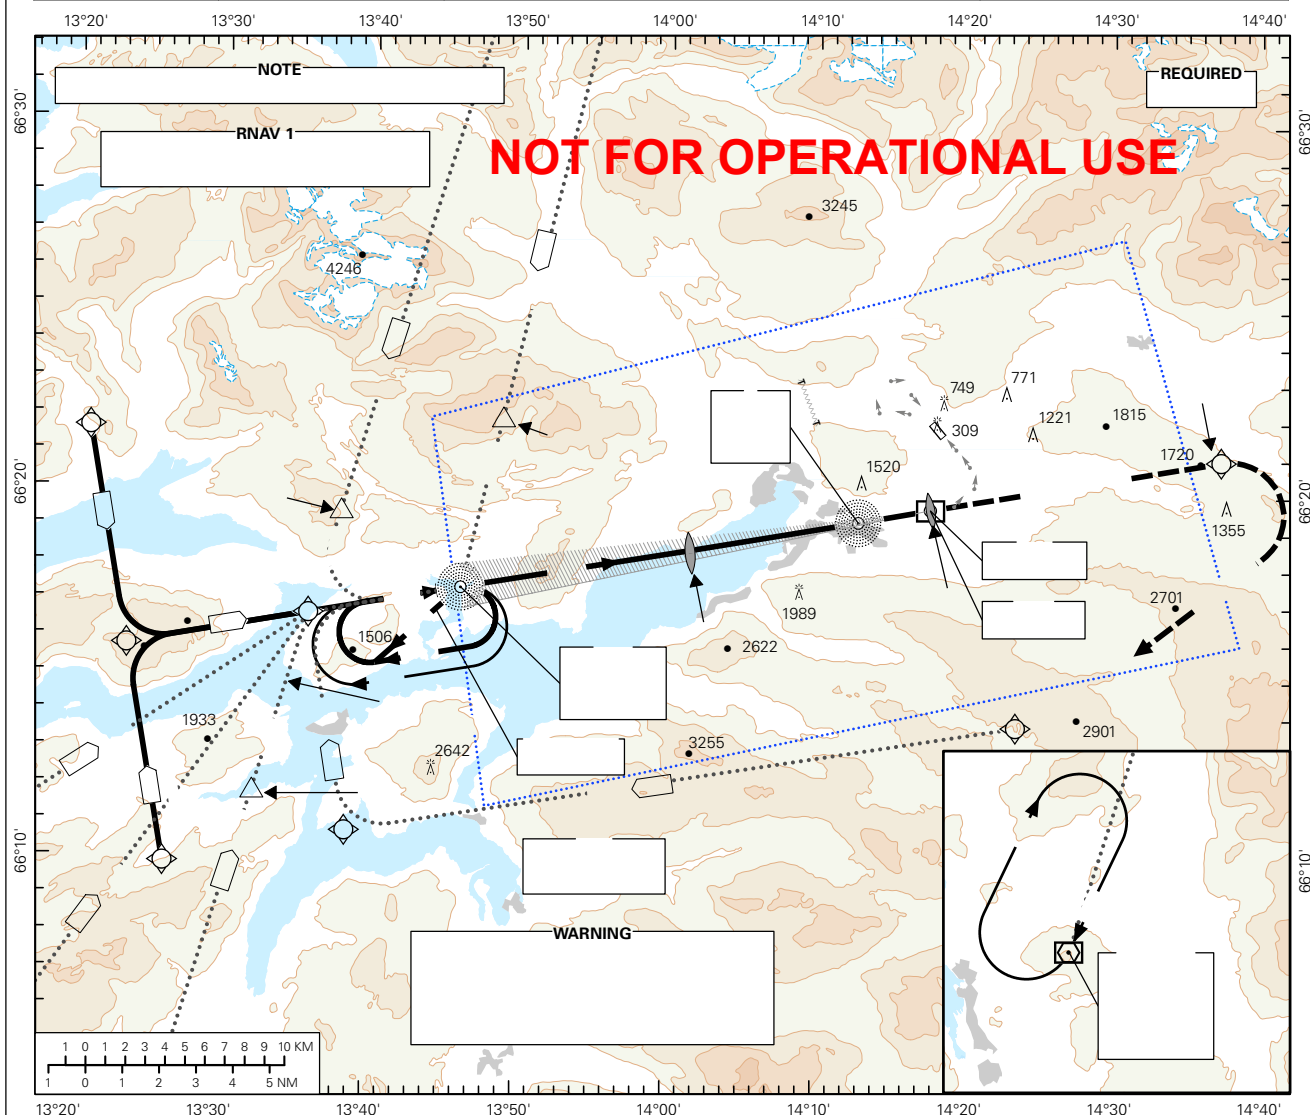 13°20' 13°30' 13°40' 13°50' 14°00' 14°10' 14°20' 14°30' 14°40'
NOTE
REQUIRED
66°30'
66°30'
RNAV 1
NOT FOR OPERATIONAL USE
3245
4246
771
749
1221
1815
309
1720
1520
66°20'
66°20'
1355
1989
2701
1506
2622
1933
2901
3255
2642
66°10'
66°10'
WARNING
1 0 1 2 3 4 5 6 7 8 9 10 KM
1 0 1 2 3 4 5 NM
13°20' 13°30' 13°40' 13°50' 14°00' 14°10' 14°20' 14°30' 14°40'